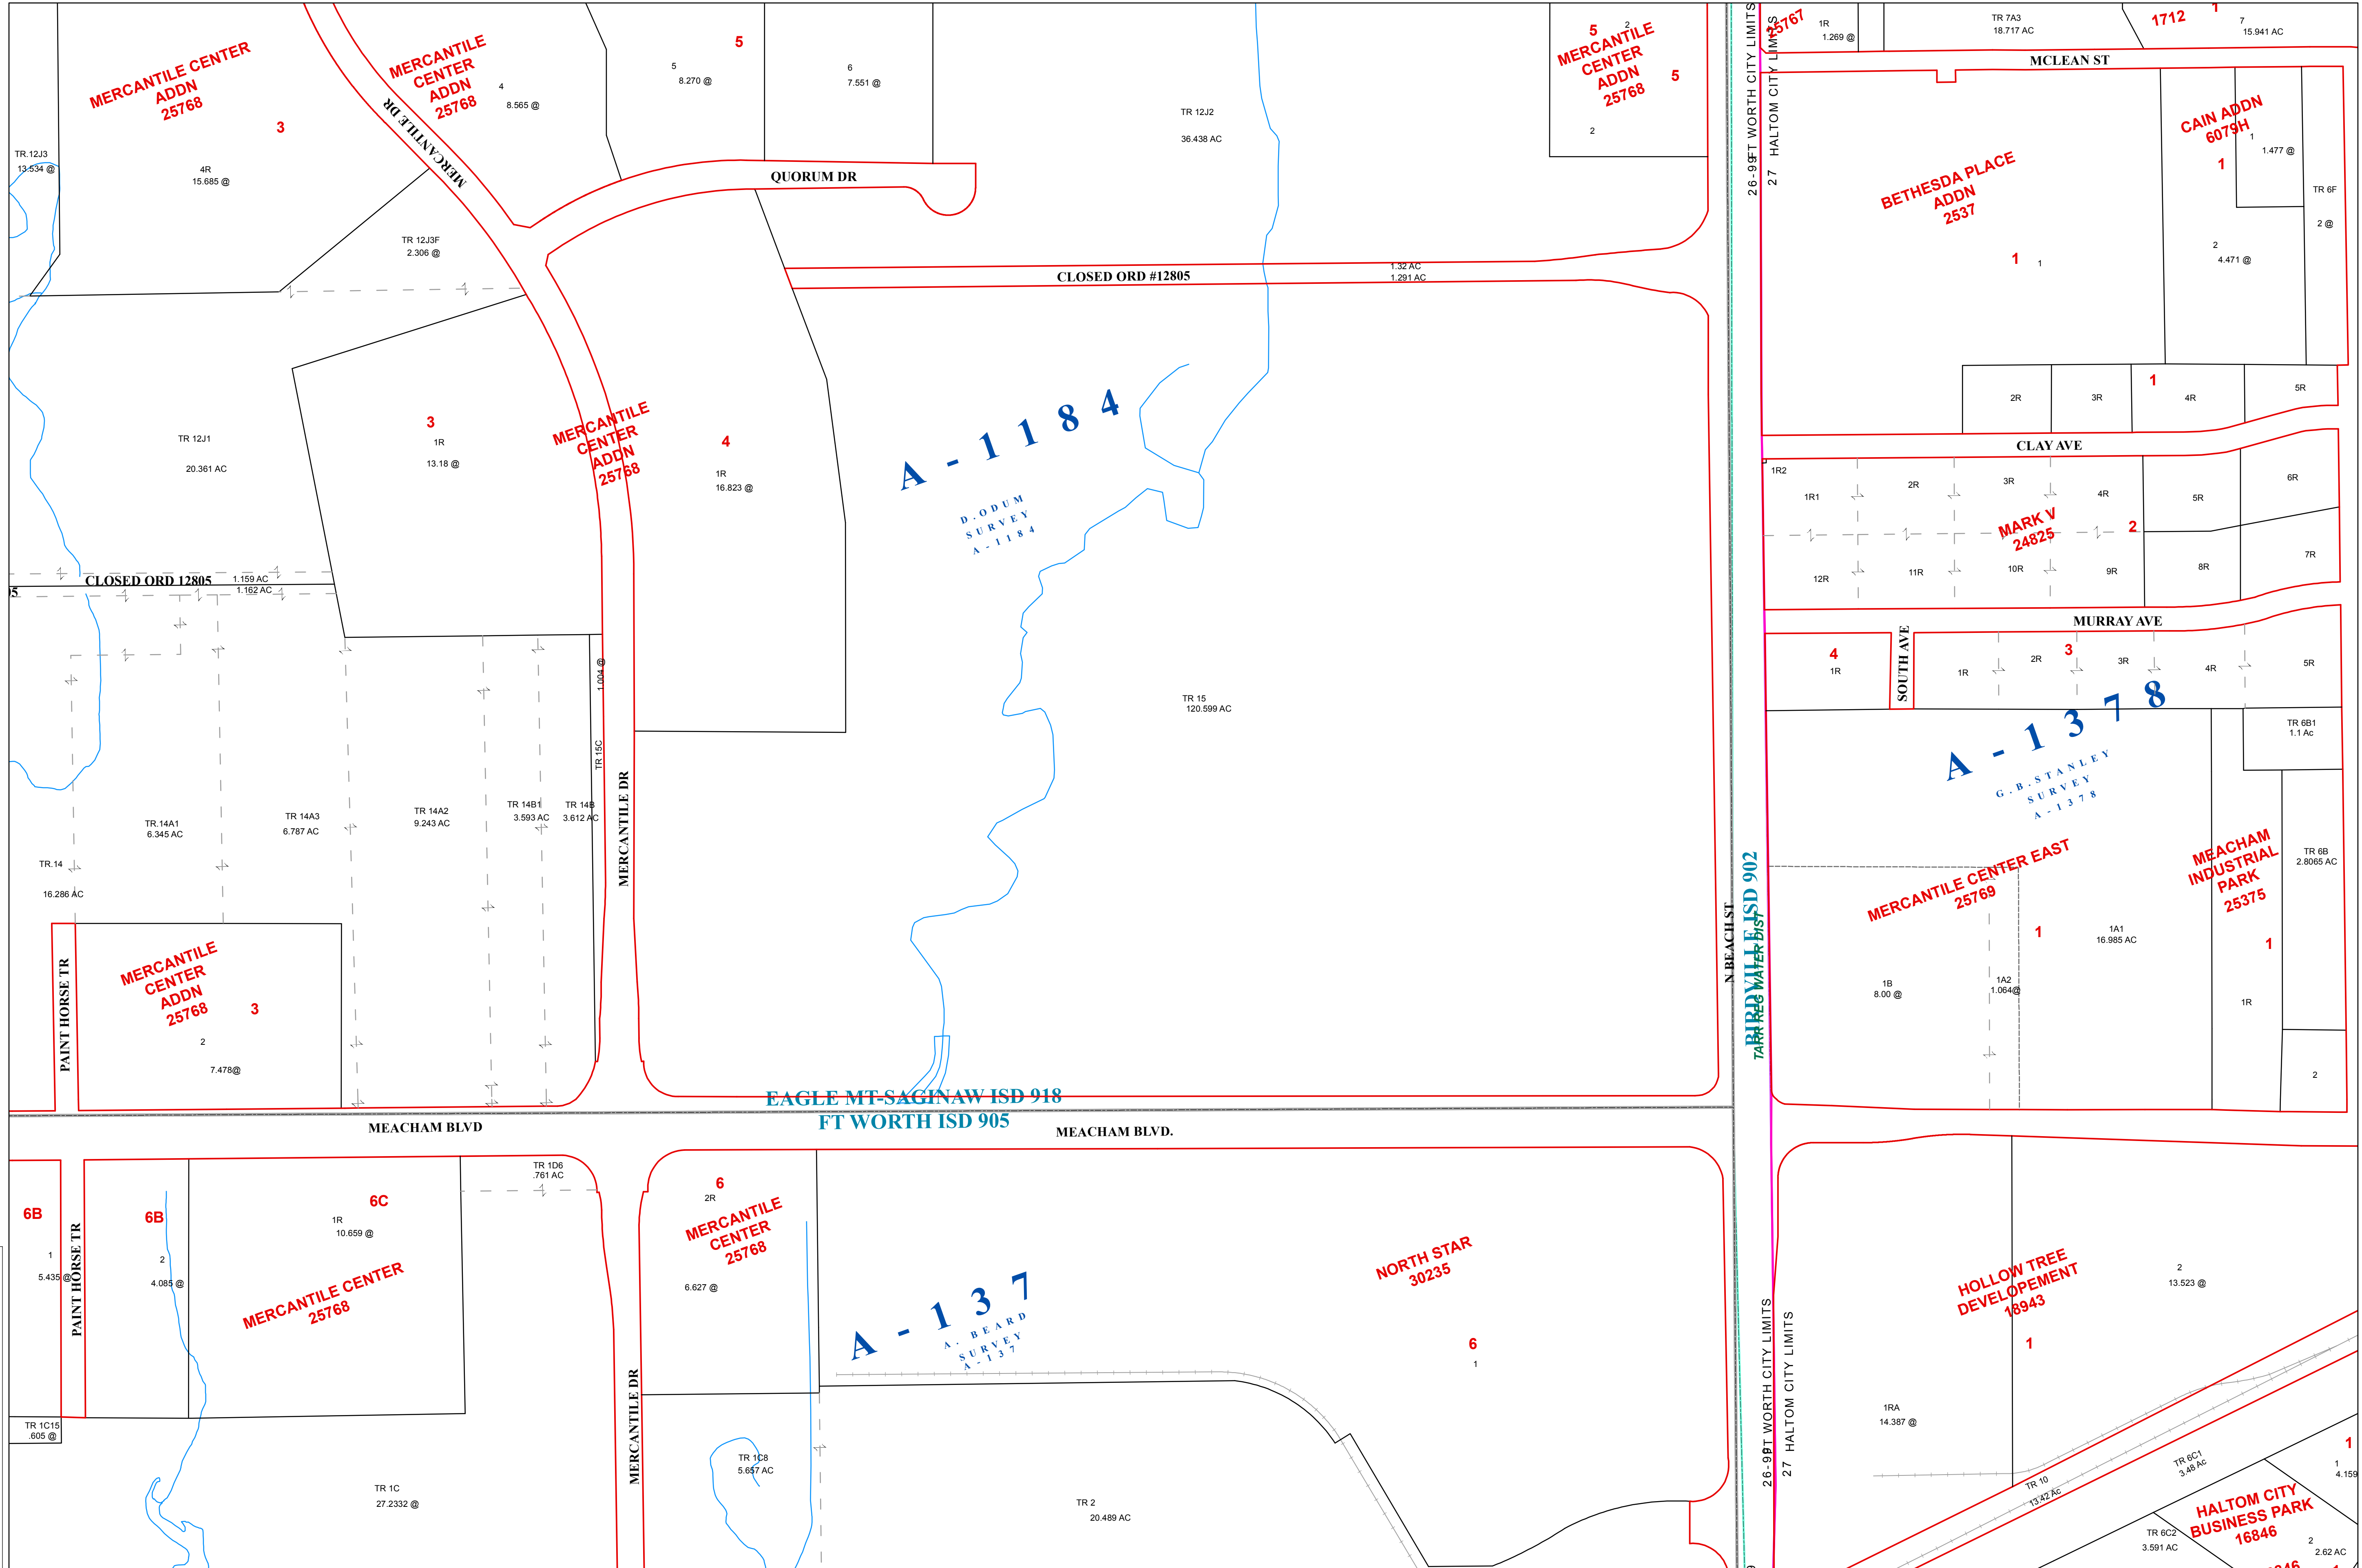 MERCANTILE CENTER
ADDN
25768
3
4R
15.685 @
TR.12J3
13.534 @
MERCANTILE DR
MERCANTILE
CENTER
ADDN
25768
4
8.565 @
5
5
8.270 @
6
7.551 @
QUORUM DR
TR 12J2
36.438 AC
5
2
MERCANTILE
CENTER
ADDN
25768
5
2
26-99
FT WORTH CITY LIMITS
27 HALTOM CITY LIMITS
25767
1R
1.269 @
TR 7A3
18.717 AC
1712
1
7
15.941 AC
MCLEAN ST
BETHESDA PLACE
ADDN
2537
1
1
CAIN ADDN
6079H
1
1
1.477 @
2
4.471 @
TR 6F
2 @
TR 12J3F
2.306 @
CLOSED ORD #12805
1.32 AC
1.291 AC
1
2R
3R
4R
5R
CLAY AVE
TR 12J1
20.361 AC
3
1R
13.18 @
MERCANTILE
CENTER
ADDN
25768
4
1R
16.823 @
A - 1 1 8 4
D. ODUM
SURVEY
A-1184
1R2
1R1
2R
3R
4R
5R
6R
MARK V
24825
2
12R
11R
10R
9R
8R
7R
MURRAY AVE
SOUTH AVE
4
1R
1R
2R
3
3R
4R
5R
05
CLOSED ORD 12805
1.159 AC
1.162 AC
1.004 @
TR 15C
TR 15
120.599 AC
A - 1 3 7 8
G.B. STANLEY
SURVEY
A-1378
TR 6B1
1.1 Ac
TR.14
16.286 AC
TR.14A1
6.345 AC
TR 14A3
6.787 AC
TR 14A2
9.243 AC
TR 14B1
3.593 AC
TR 14B
3.612 AC
MERCANTILE DR
N BEACH ST
BIRDVILLE ISD 902
TARR REG WATER DIST
MERCANTILE CENTER EAST
25769
1
1A1
16.985 AC
1B
8.00 @
1A2
1.064@
MEACHAM
INDUSTRIAL
PARK
25375
1
1R
TR 6B
2.8065 AC
2
PAINT HORSE TR
MERCANTILE
CENTER
ADDN
25768
3
2
7.478@
EAGLE MT-SAGINAW ISD 918
FT WORTH ISD 905
MEACHAM BLVD
MEACHAM BLVD.
6B
1
5.435 @
PAINT HORSE TR
6B
2
4.085 @
6C
1R
10.659 @
MERCANTILE CENTER
25768
TR 1D6
.761 AC
6
2R
MERCANTILE
CENTER
25768
6.627 @
A - 1 3 7
A. BEARD
SURVEY
A-137
NORTH STAR
30235
6
1
26-99
FT WORTH CITY LIMITS
27 HALTOM CITY LIMITS
HOLLOW TREE
DEVELOPEMENT
18943
1
2
13.523 @
1RA
14.387 @
TR 1C15
.605 @
TR 1C
27.2332 @
MERCANTILE DR
TR 1C8
5.657 AC
TR 2
20.489 AC
TR 10
13.42 Ac
TR 6C1
3.48 Ac
TR 6C2
3.591 AC
HALTOM CITY
BUSINESS PARK
16846
1
1
4.159
2
2.62 AC